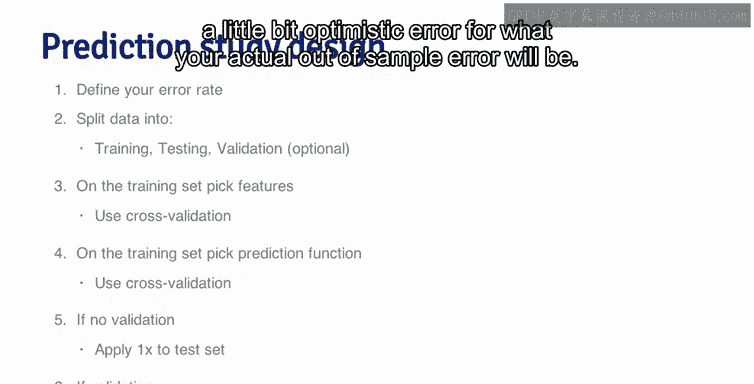 a little bit optimistic error for what
your actual out of sample error will be.
Prediction study design
1. Define your error rate
2. Split data into:
· Training, Testing, Validation (optional)
3. On the training set pick features
· Use cross-validation
4. On the training set pick prediction function
· Use cross-validation
5. If no validation
· Apply 1x to test set
6. If validation